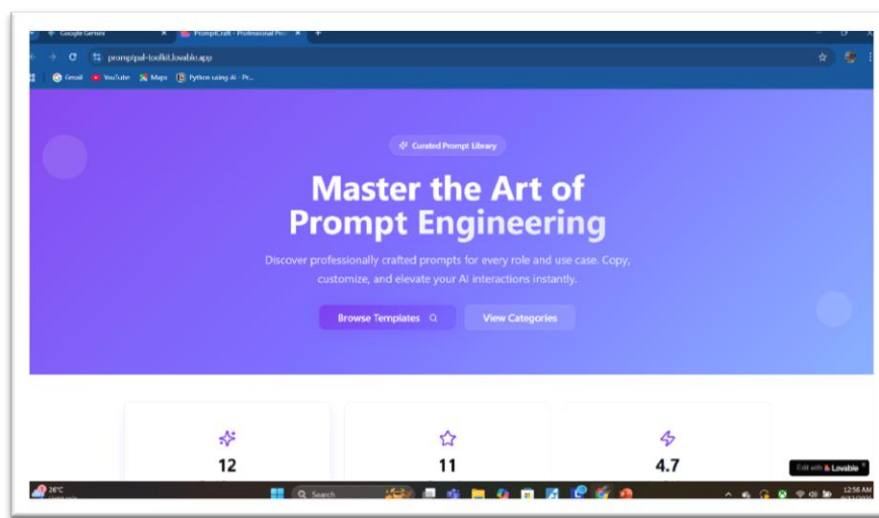 Google Gemini
PromptCraft - Professional Pro
promptpal-toolkit.lovable.app
Gmail
YouTube
Maps
Python using AI - Pr...
Curated Prompt Library
Master the Art of
Prompt Engineering
Discover professionally crafted prompts for every role and use case. Copy,
customize, and elevate your AI interactions instantly.
Browse Templates
View Categories
12
11
4.7
Edit with Lovable
26°C
Search
12:56 AM